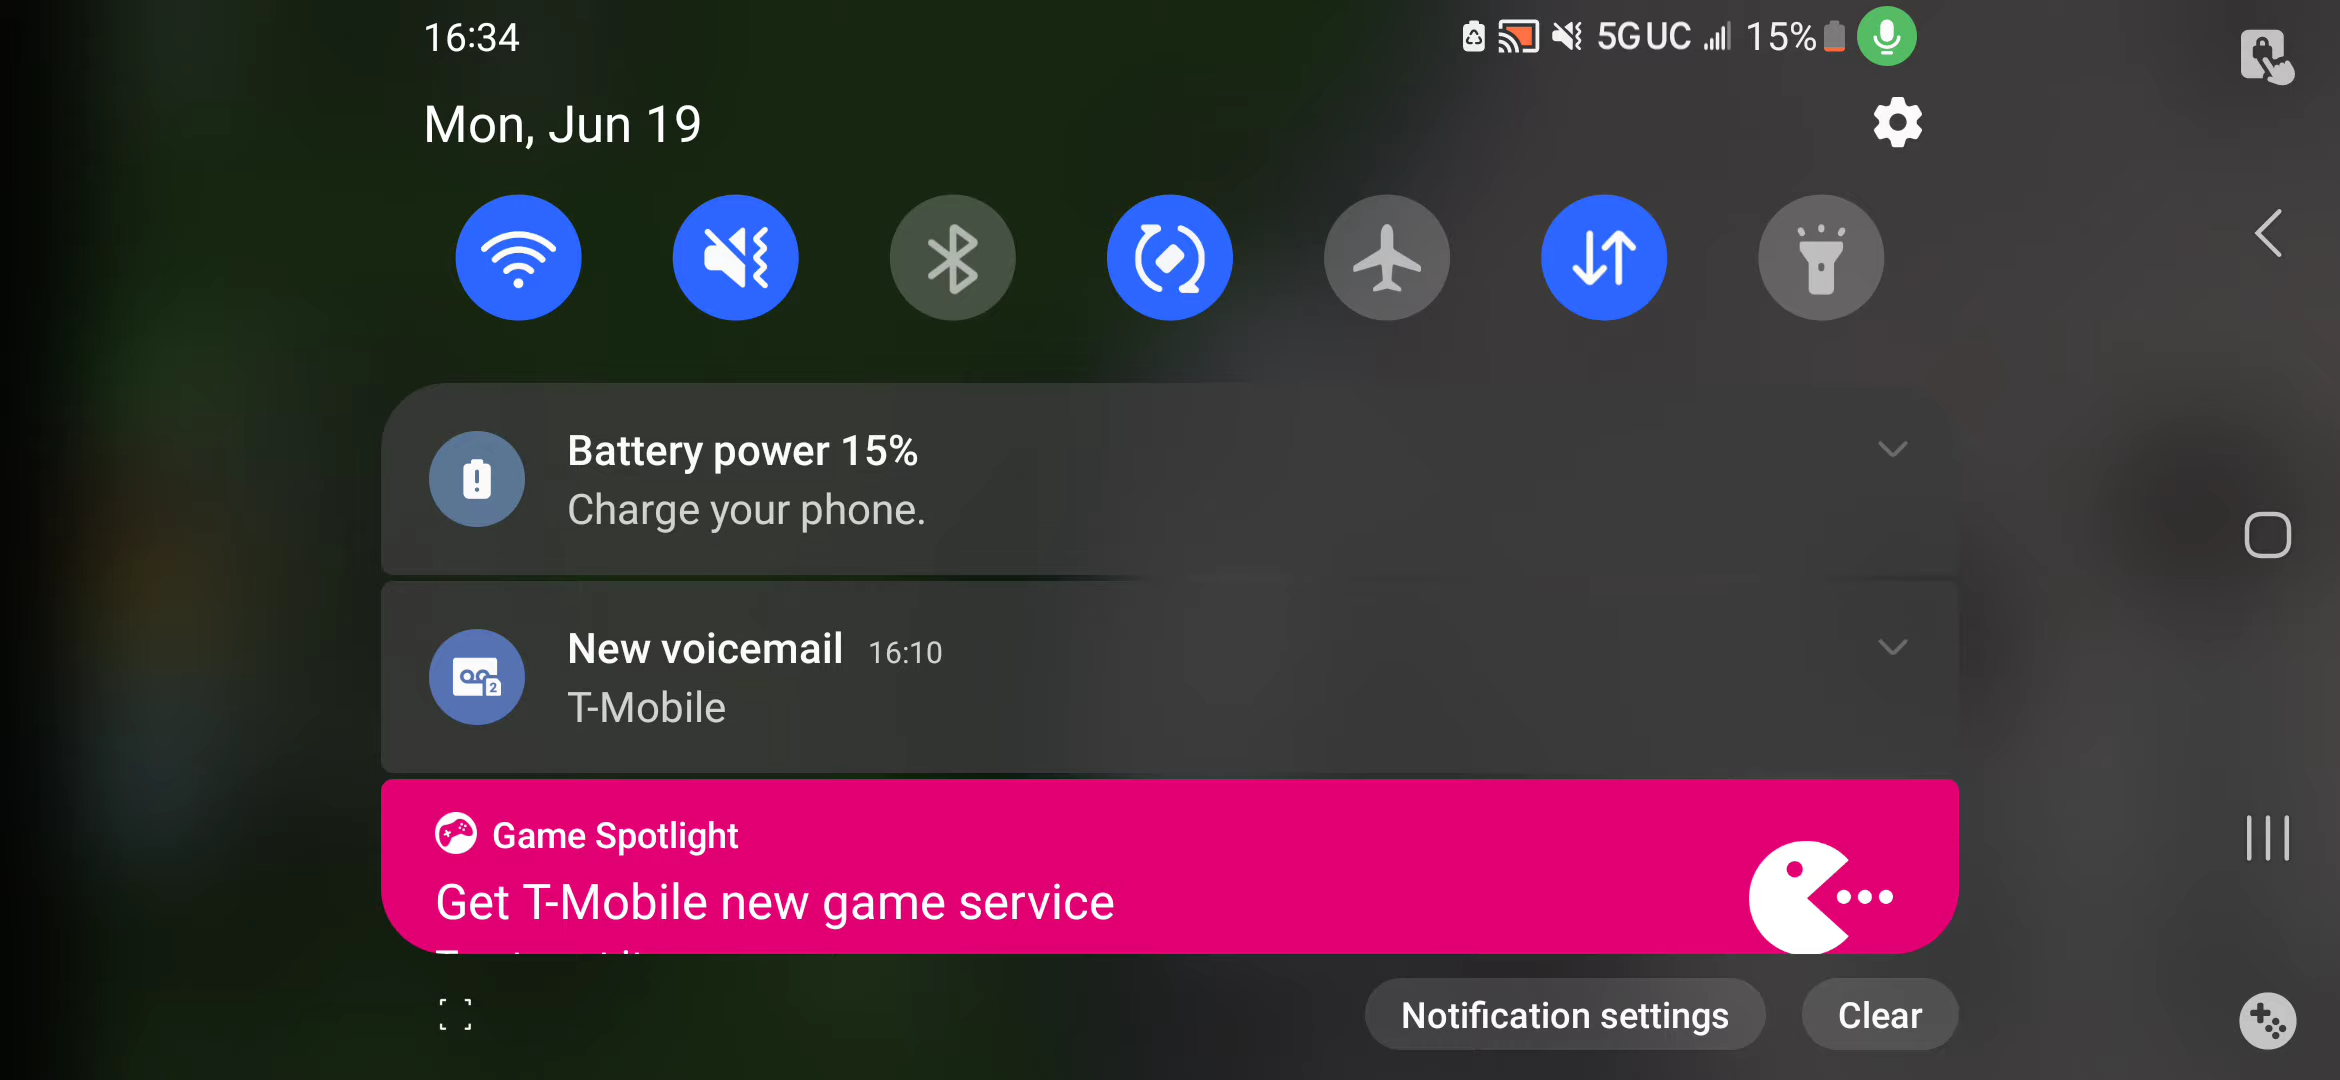 16:34
5G UC 15%
Mon, Jun 19
Battery power 15%
Charge your phone.
New voicemail 16:10
2
T-Mobile
Game Spotlight
Get T-Mobile new game service
Notification settings
Clear